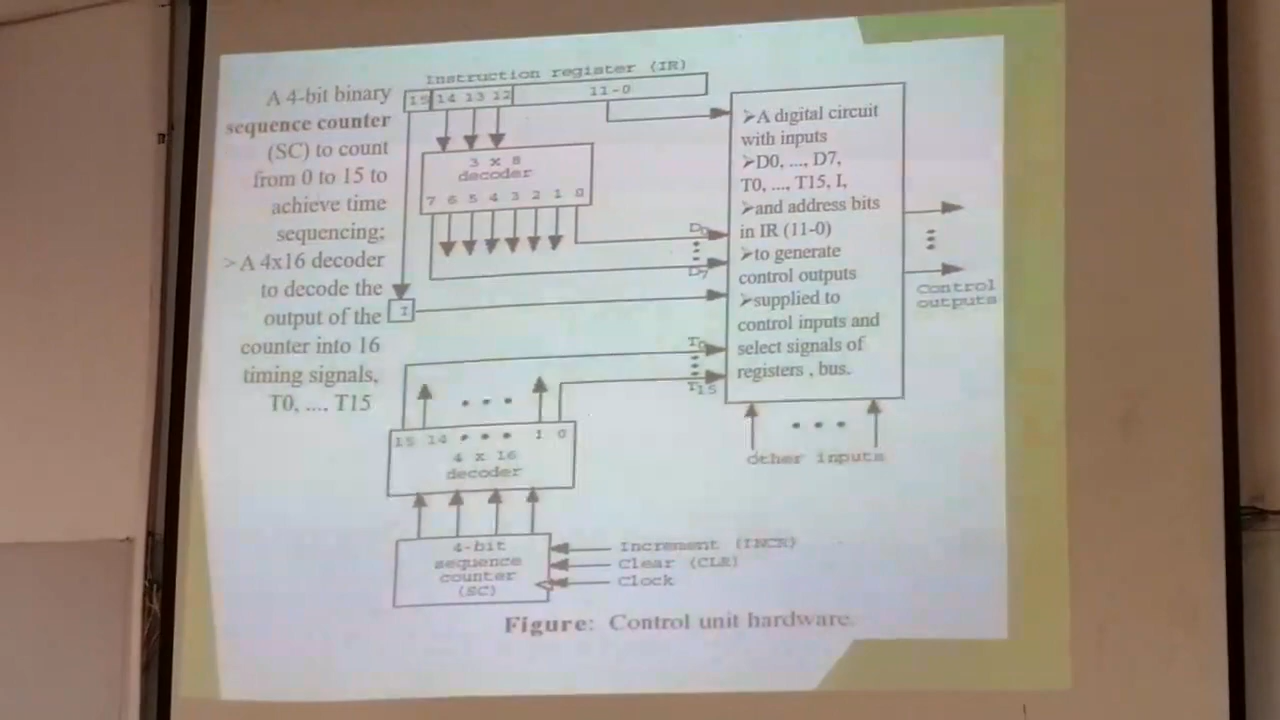 Instruction register (IR)
15 14 13 12 11-0
A 4-bit binary
sequence counter
(SC) to count
from 0 to 15 to
achieve time
sequencing;
>A 4x16 decoder
to decode the
output of the
counter into 16
timing signals,
T0, ..., T15
3 x 8
decoder
7 6 5 4 3 2 1 0
D0
D7
I
T0
T15
15 14 • • • 1 0
4 x 16
decoder
4-bit
sequence
counter
(SC)
Increment (INCR)
Clear (CLR)
Clock
➢A digital circuit
with inputs
➢D0, ..., D7,
T0, ..., T15, I,
➢and address bits
in IR (11-0)
➢to generate
control outputs
➢supplied to
control inputs and
select signals of
registers , bus.
Control
outputs
Other inputs
Figure: Control unit hardware.